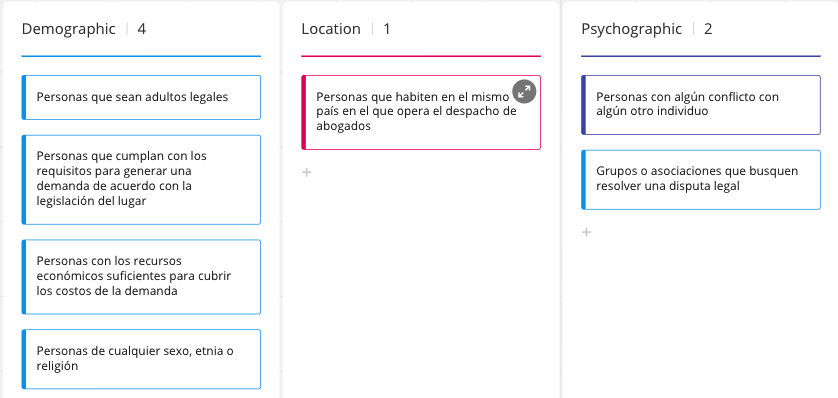 Demographic | 4
Personas que sean adultos legales
Personas que cumplan con los
requisitos para generar una
demanda de acuerdo con la
legislación del lugar
Personas con los recursos
económicos suficientes para cubrir
los costos de la demanda
Personas de cualquier sexo, etnia o
religión
Location | 1
Personas que habiten en el mismo
país en el que opera el despacho de
abogados
+
Psychographic | 2
Personas con algún conflicto con
algún otro individuo
Grupos o asociaciones que busquen
resolver una disputa legal
+